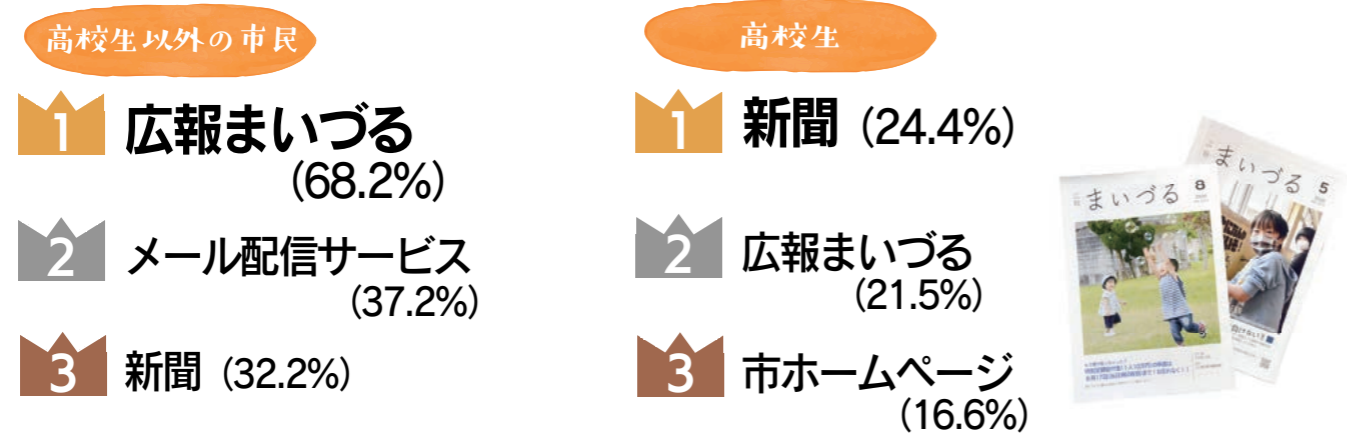 高校生以外の市民
1 広報まいづる
(68.2%)
2 メール配信サービス
(37.2%)
3 新聞 (32.2%)
高校生
1 新聞 (24.4%)
2 広報まいづる
(21.5%)
3 市ホームページ
(16.6%)
まいづる 5
まいづる 8